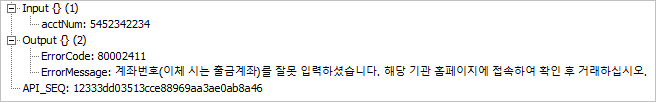 Input {} (1)
acctNum: 5452342234
Output {} (2)
ErrorCode: 80002411
ErrorMessage: 계좌번호(이체 시는 출금계좌)를 잘못 입력하셨습니다. 해당 기관 홈페이지에 접속하여 확인 후 거래하십시오.
API_SEQ: 12333dd03513cce88969aa3ae0ab8a46